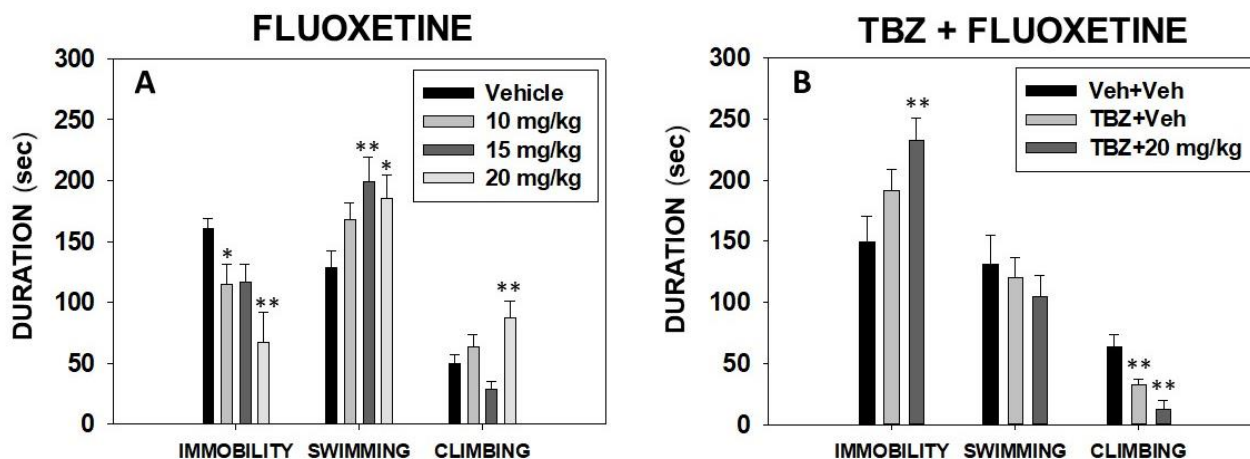 FLUOXETINE
A
Vehicle
10 mg/kg
15 mg/kg
20 mg/kg
DURATION (sec)
300
250
200
150
100
50
0
*
**
**
*
**
IMMOBILITY SWIMMING CLIMBING
TBZ + FLUOXETINE
B
Veh+Veh
TBZ+Veh
TBZ+20 mg/kg
DURATION (sec)
300
250
200
150
100
50
0
**
**
**
IMMOBILITY SWIMMING CLIMBING